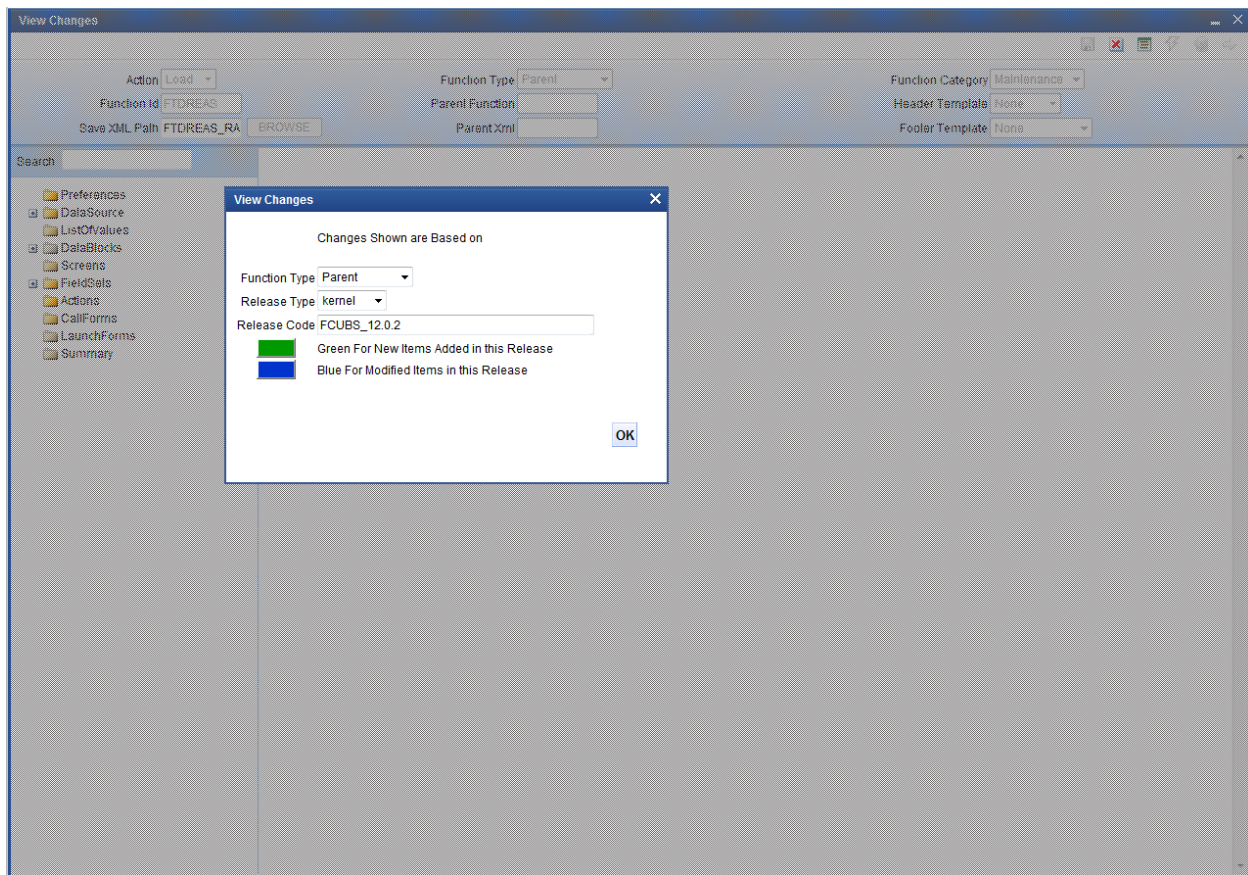 View Changes
Action Load Function Type Parent Function Category Maintenance
Function Id FTDREAS Parent Function Header Template None
Save XML Path FTDREAS_RA BROWSE Parent Xml Footer Template None
Search
Preferences
DataSource
ListOfValues
DataBlocks
Screens
FieldSets
Actions
CallForms
LaunchForms
Summary
View Changes
Changes Shown are Based on
Function Type Parent
Release Type kernel
Release Code FCUBS_12.0.2
Green For New Items Added in this Release
Blue For Modified Items in this Release
OK